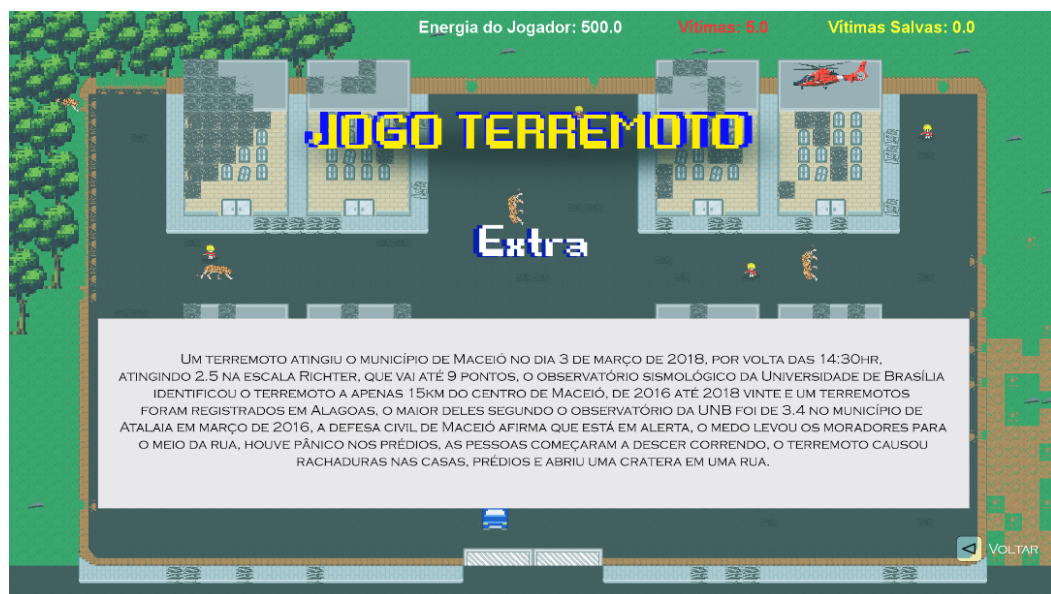 Energia do Jogador: 500.0 Vítimas: 5.0 Vítimas Salvas: 0.0
JOGO TERREMOTO
Extra
Um terremoto atingiu o município de Maceió no dia 3 de março de 2018, por volta das 14:30hr,
atingindo 2.5 na escala Richter, que vai até 9 pontos, o observatório sismológico da Universidade de Brasília
identificou o terremoto a apenas 15km do centro de Maceió, de 2016 até 2018 vinte e um terremotos
foram registrados em Alagoas, o maior deles segundo o observatório da UNB foi de 3.4 no município de
Atalaia em março de 2016, a defesa civil de Maceió afirma que está em alerta, o medo levou os moradores para
o meio da rua, houve pânico nos prédios, as pessoas começaram a descer correndo, o terremoto causou
rachaduras nas casas, prédios e abriu uma cratera em uma rua.
Voltar